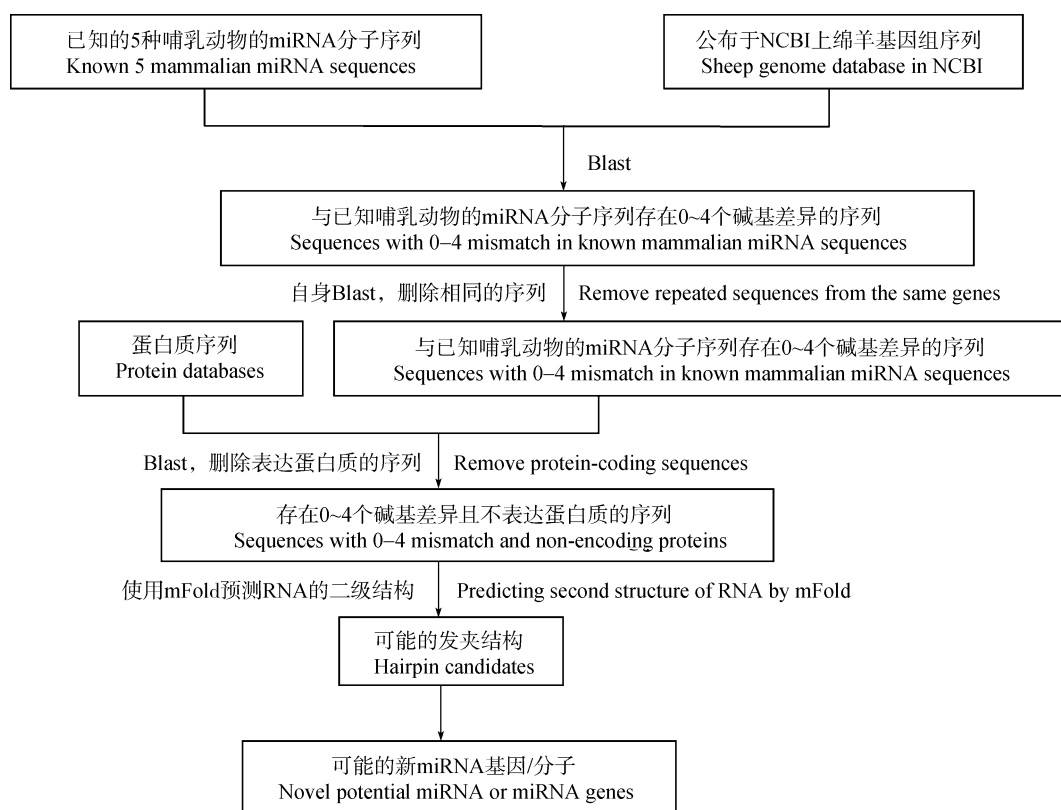 已知的5种哺乳动物的miRNA分子序列
Known 5 mammalian miRNA sequences
公布于NCBI上绵羊基因组序列
Sheep genome database in NCBI
Blast
与已知哺乳动物的miRNA分子序列存在0~4个碱基差异的序列
Sequences with 0–4 mismatch in known mammalian miRNA sequences
自身Blast，删除相同的序列
Remove repeated sequences from the same genes
蛋白质序列
Protein databases
与已知哺乳动物的miRNA分子序列存在0~4个碱基差异的序列
Sequences with 0–4 mismatch in known mammalian miRNA sequences
Blast，删除表达蛋白质的序列
Remove protein-coding sequences
存在0~4个碱基差异且不表达蛋白质的序列
Sequences with 0–4 mismatch and non-encoding proteins
使用mFold预测RNA的二级结构
Predicting second structure of RNA by mFold
可能的发夹结构
Hairpin candidates
可能的新miRNA基因/分子
Novel potential miRNA or miRNA genes